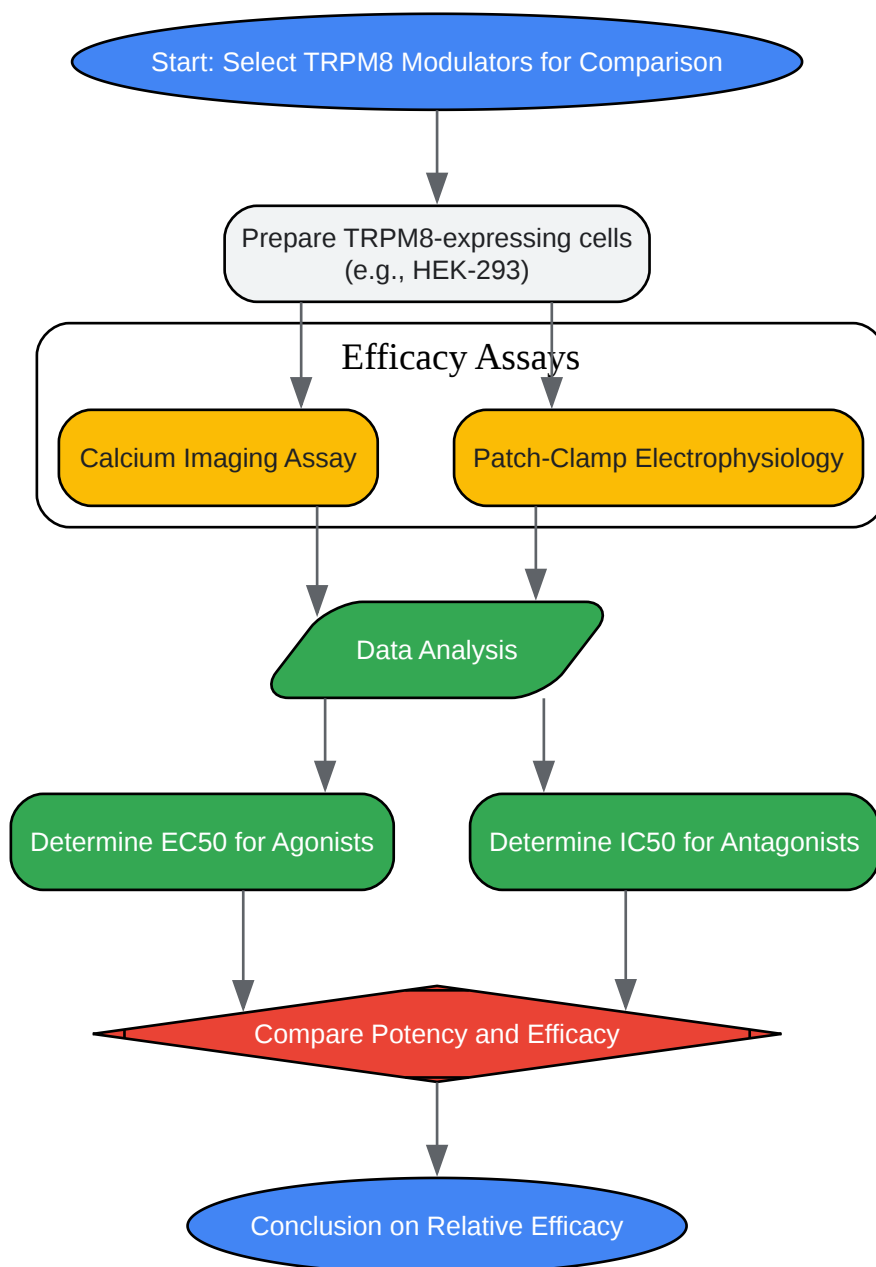 Start: Select TRPM8 Modulators for Comparison
Prepare TRPM8-expressing cells
(e.g., HEK-293)
Efficacy Assays
Calcium Imaging Assay
Patch-Clamp Electrophysiology
Data Analysis
Determine EC50 for Agonists
Determine IC50 for Antagonists
Compare Potency and Efficacy
Conclusion on Relative Efficacy